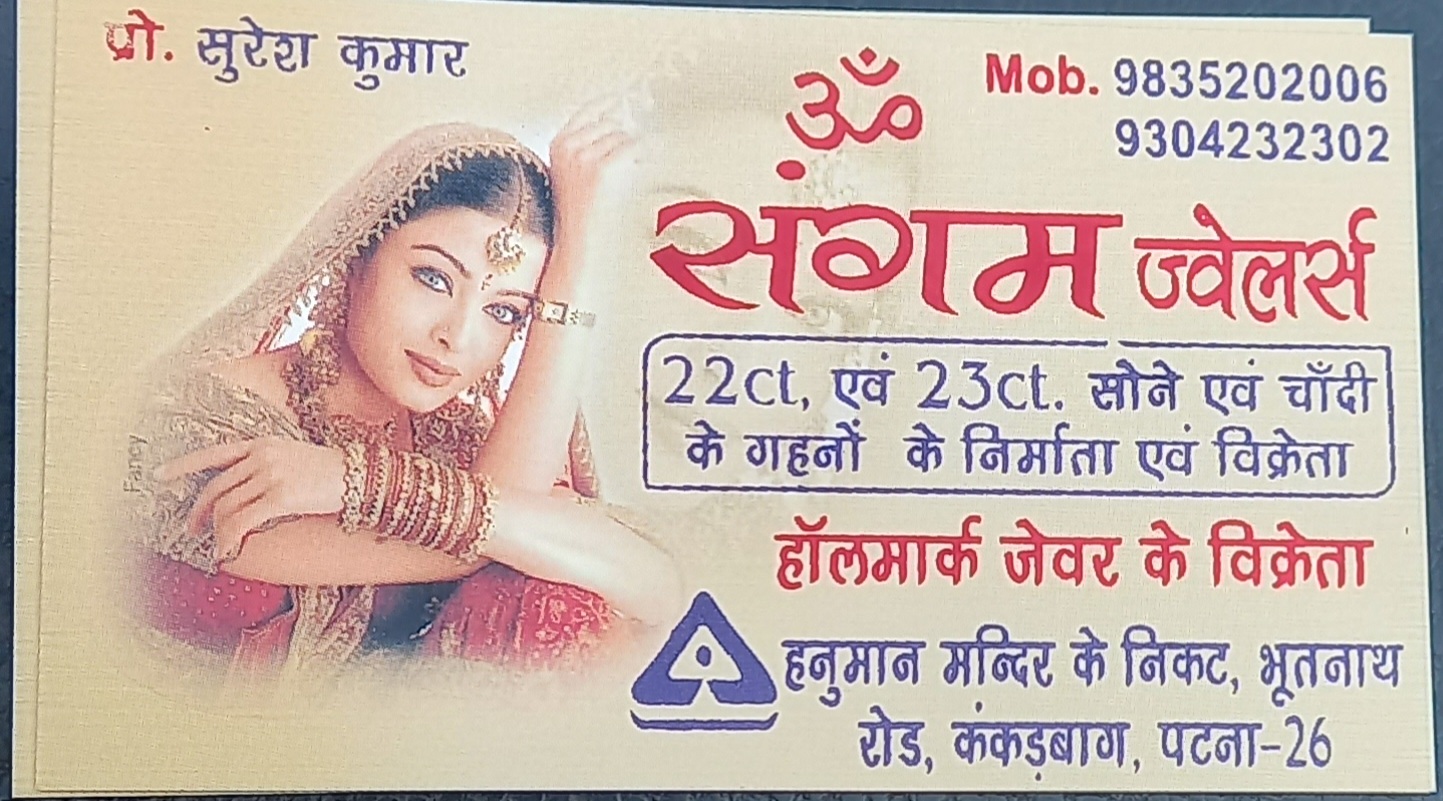 प्रो. सुरेश कुमार
Mob. 9835202006
9304232302
ॐ
संगम ज्वेलर्स
22ct, एवं 23ct. सोने एवं चाँदी
के गहनों के निर्माता एवं विक्रेता
Fancy
हॉलमार्क जेवर के विक्रेता
हनुमान मन्दिर के निकट, भूतनाथ
रोड, कंकड़बाग, पटना-26